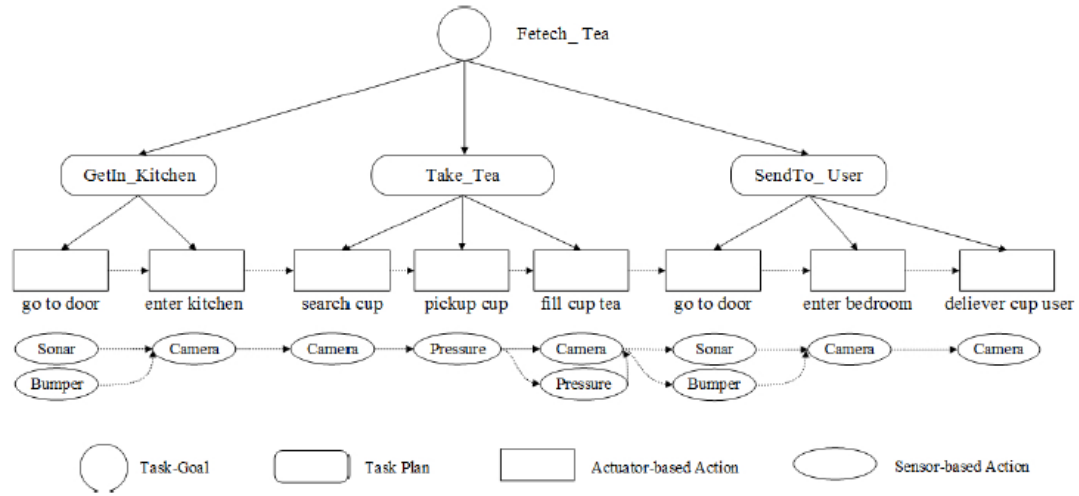 Fetech_ Tea
GetIn_Kitchen
Take_Tea
SendTo_ User
go to door
enter kitchen
search cup
pickup cup
fill cup tea
go to door
enter bedroom
deliever cup user
Sonar
Camera
Camera
Pressure
Camera
Sonar
Camera
Camera
Bumper
Pressure
Bumper
Task-Goal
Task Plan
Actuator-based Action
Sensor-based Action